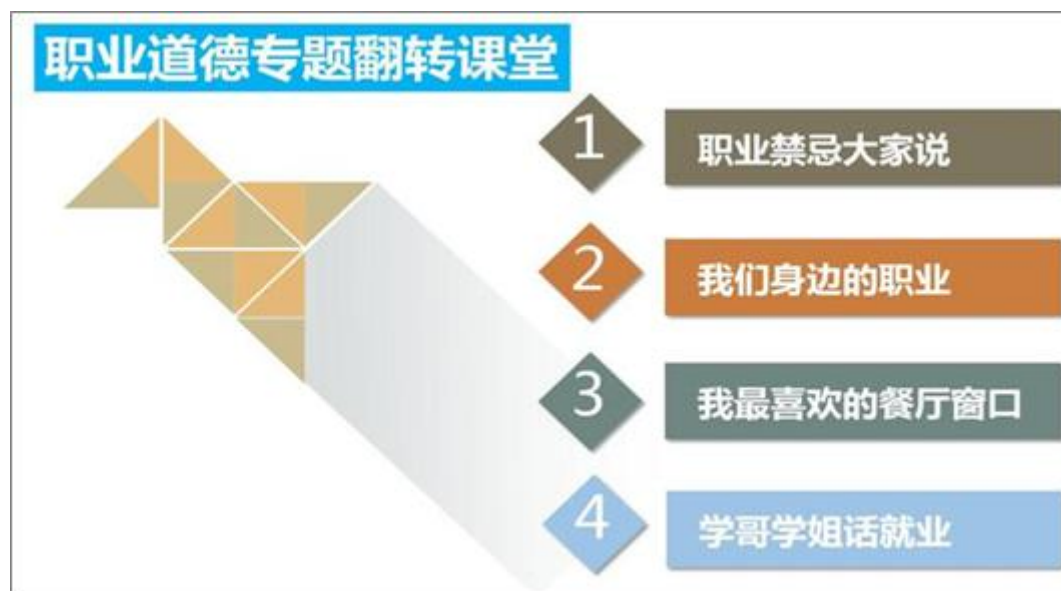 职业道德专题翻转课堂
1
职业禁忌大家说
2
我们身边的职业
3
我最喜欢的餐厅窗口
4
学哥学姐话就业